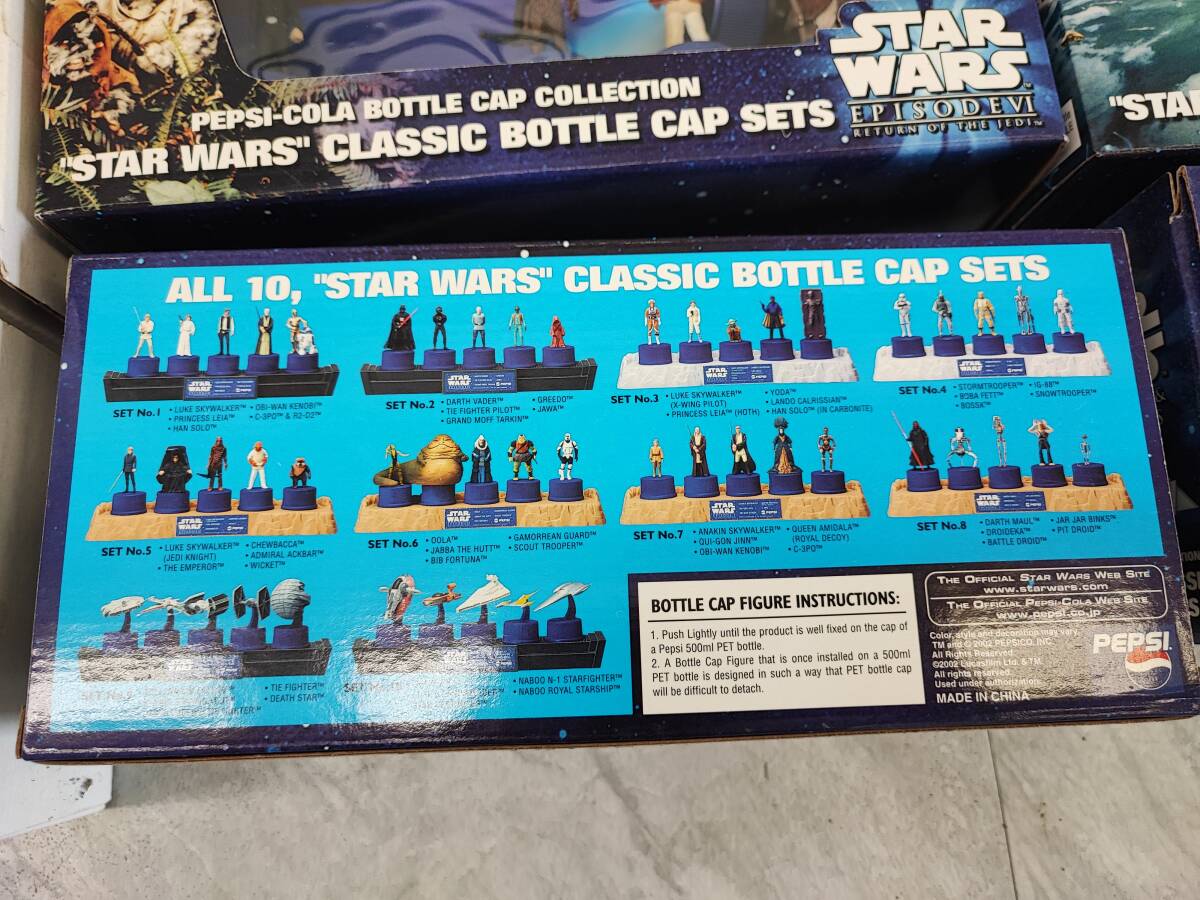 STAR
WARS
EPISODE VI
RETURN OF THE JEDI™
PEPSI-COLA BOTTLE CAP COLLECTION
"STAR WARS" CLASSIC BOTTLE CAP SETS
"STA
ALL 10, "STAR WARS" CLASSIC BOTTLE CAP SETS
SET No.1
• LUKE SKYWALKER™
• PRINCESS LEIA™
• HAN SOLO™
• OBI-WAN KENOBI™
• C-3PO™ & R2-D2™
SET No.2
• DARTH VADER™
• TIE FIGHTER PILOT™
• GRAND MOFF TARKIN™
• GREEDO™
• JAWA™
SET No.3
• LUKE SKYWALKER™
(X-WING PILOT)
• PRINCESS LEIA™ (HOTH)
• YODA™
• LANDO CALRISSIAN™
• HAN SOLO™ (IN CARBONITE)
SET No.4
• STORMTROOPER™
• BOBA FETT™
• BOSSK™
• IG-88™
• SNOWTROOPER™
SET No.5
• LUKE SKYWALKER™
(JEDI KNIGHT)
• THE EMPEROR™
• CHEWBACCA™
• ADMIRAL ACKBAR™
• WICKET™
SET No.6
• OOLA™
• JABBA THE HUTT™
• BIB FORTUNA™
• GAMORREAN GUARD™
• SCOUT TROOPER™
SET No.7
• ANAKIN SKYWALKER™
• QUI-GON JINN™
• OBI-WAN KENOBI™
• QUEEN AMIDALA™
(ROYAL DECOY)
• C-3PO™
SET No.8
• DARTH MAUL™
• DROIDEKA™
• BATTLE DROID™
• JAR JAR BINKS™
• PIT DROID™
SET No.9
• TIE FIGHTER™
• DEATH STAR™
• NABOO N-1 STARFIGHTER™
• NABOO ROYAL STARSHIP™
BOTTLE CAP FIGURE INSTRUCTIONS:
1. Push Lightly until the product is well fixed on the cap of
a Pepsi 500ml PET bottle.
2. A Bottle Cap Figure that is once installed on a 500ml
PET bottle is designed in such a way that PET bottle cap
will be difficult to detach.
THE OFFICIAL STAR WARS WEB SITE
www.starwars.com
THE OFFICIAL PEPSI-COLA WEB SITE
www.pepsi.co.jp
Color, style and decoration may vary.
TM and © 2002 PEPSICO, INC.
All Rights Reserved.
©2002 Lucasfilm Ltd. & TM.
All rights reserved.
Used under authorization.
MADE IN CHINA
PEPSI